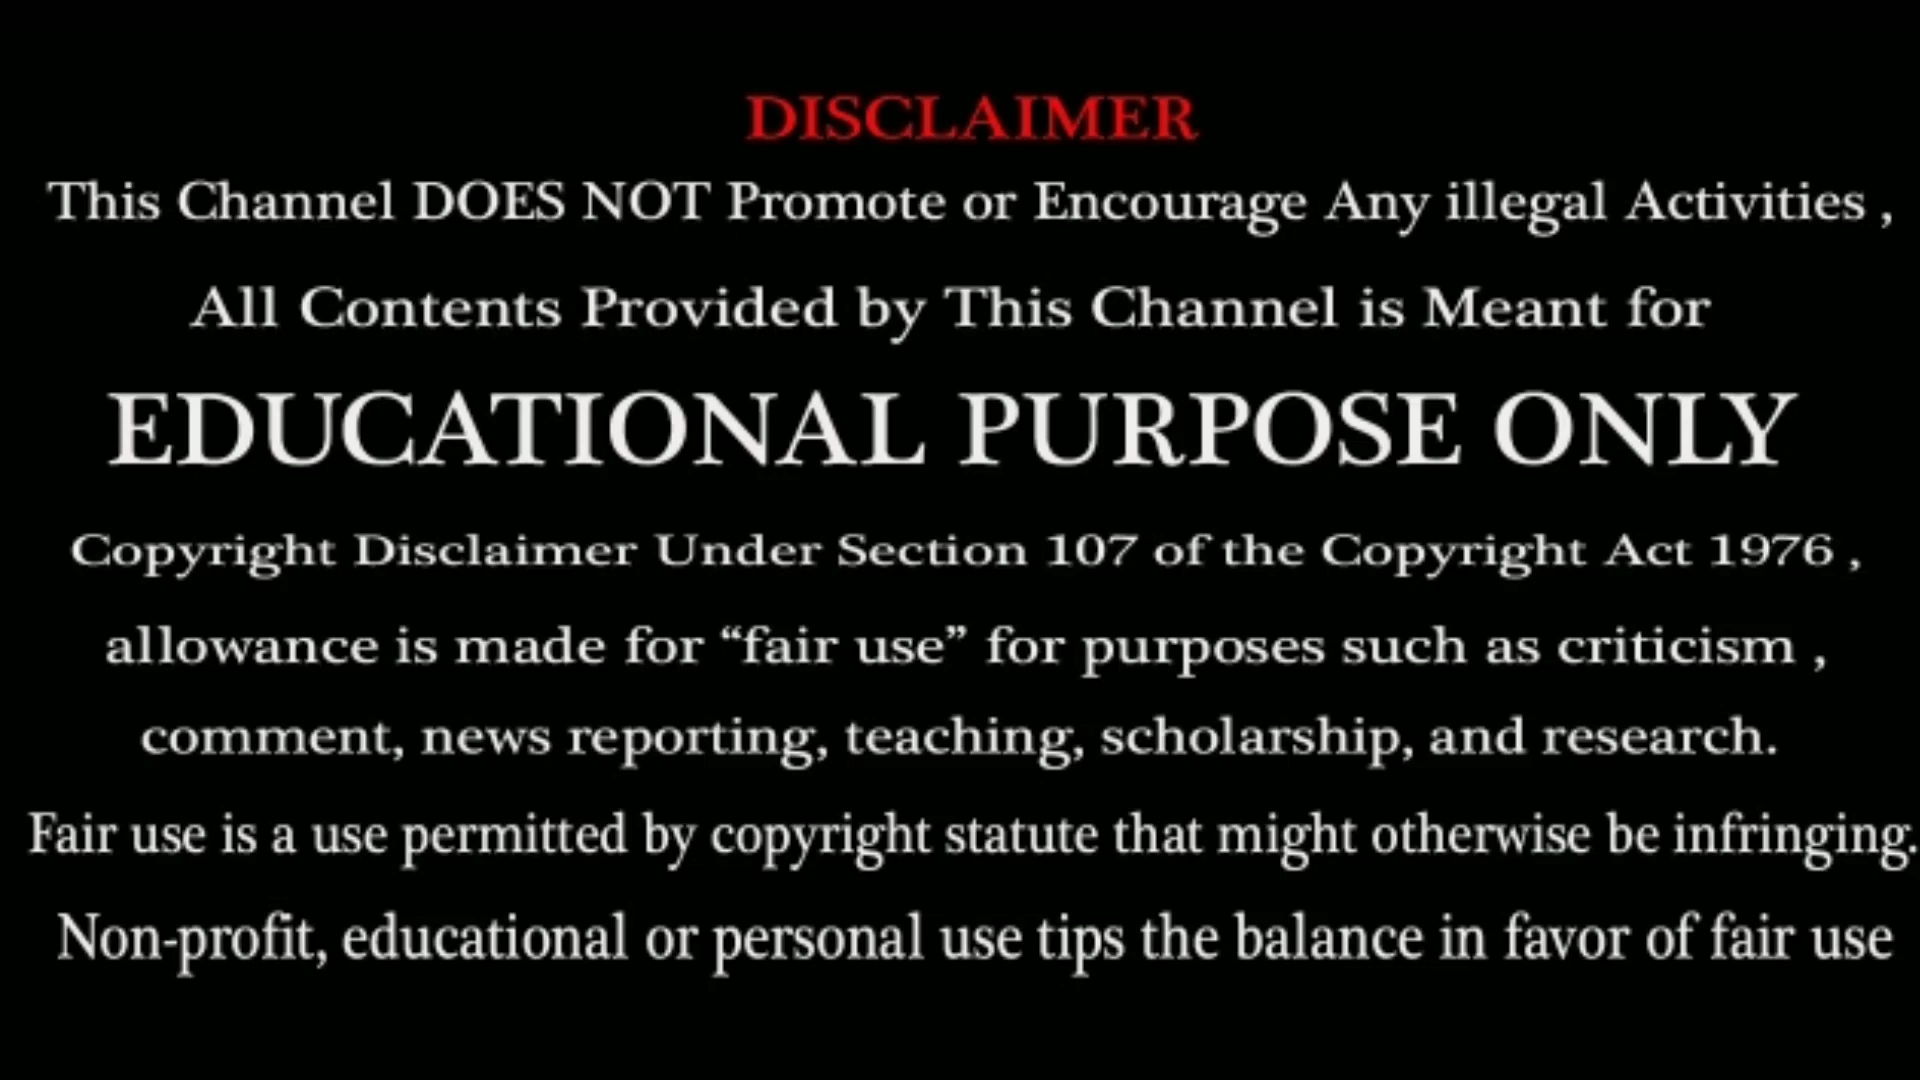 DISCLAIMER
This Channel DOES NOT Promote or Encourage Any illegal Activities ,
All Contents Provided by This Channel is Meant for
EDUCATIONAL PURPOSE ONLY
Copyright Disclaimer Under Section 107 of the Copyright Act 1976 ,
allowance is made for “fair use” for purposes such as criticism ,
comment, news reporting, teaching, scholarship, and research.
Fair use is a use permitted by copyright statute that might otherwise be infringing.
Non-profit, educational or personal use tips the balance in favor of fair use